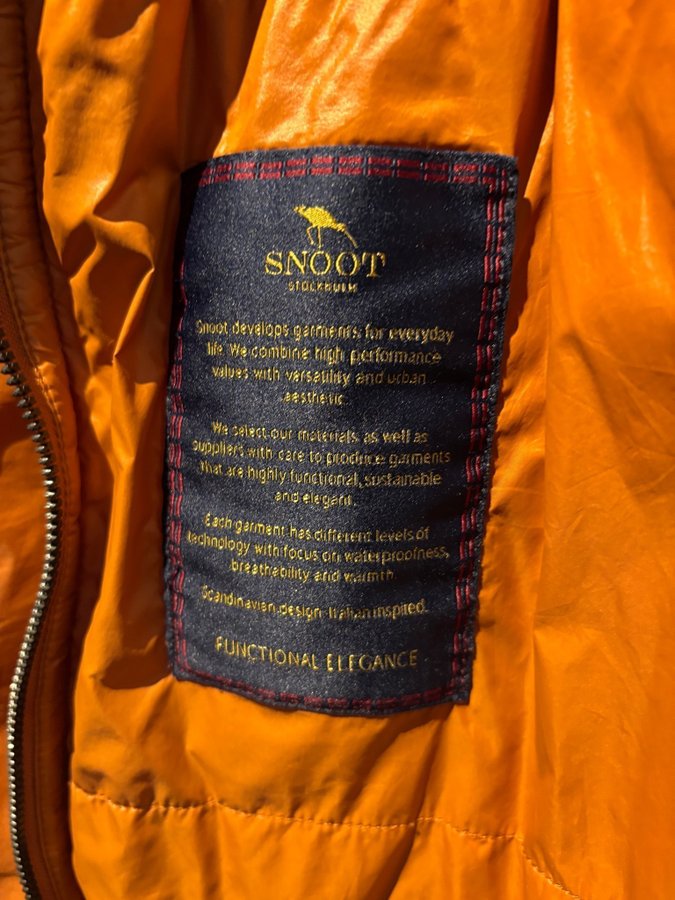 SNOOT
STOCKHOLM
Snoot develops garments for everyday
life. We combine high performance
values with versatility and urban
aesthetic.
We select our materials as well as
suppliers with care to produce garments
that are highly functional, sustainable
and elegant.
Each garment has different levels of
technology with focus on waterproofness,
breathability and warmth.
Scandinavian design-Italian inspired.
FUNCTIONAL ELEGANCE